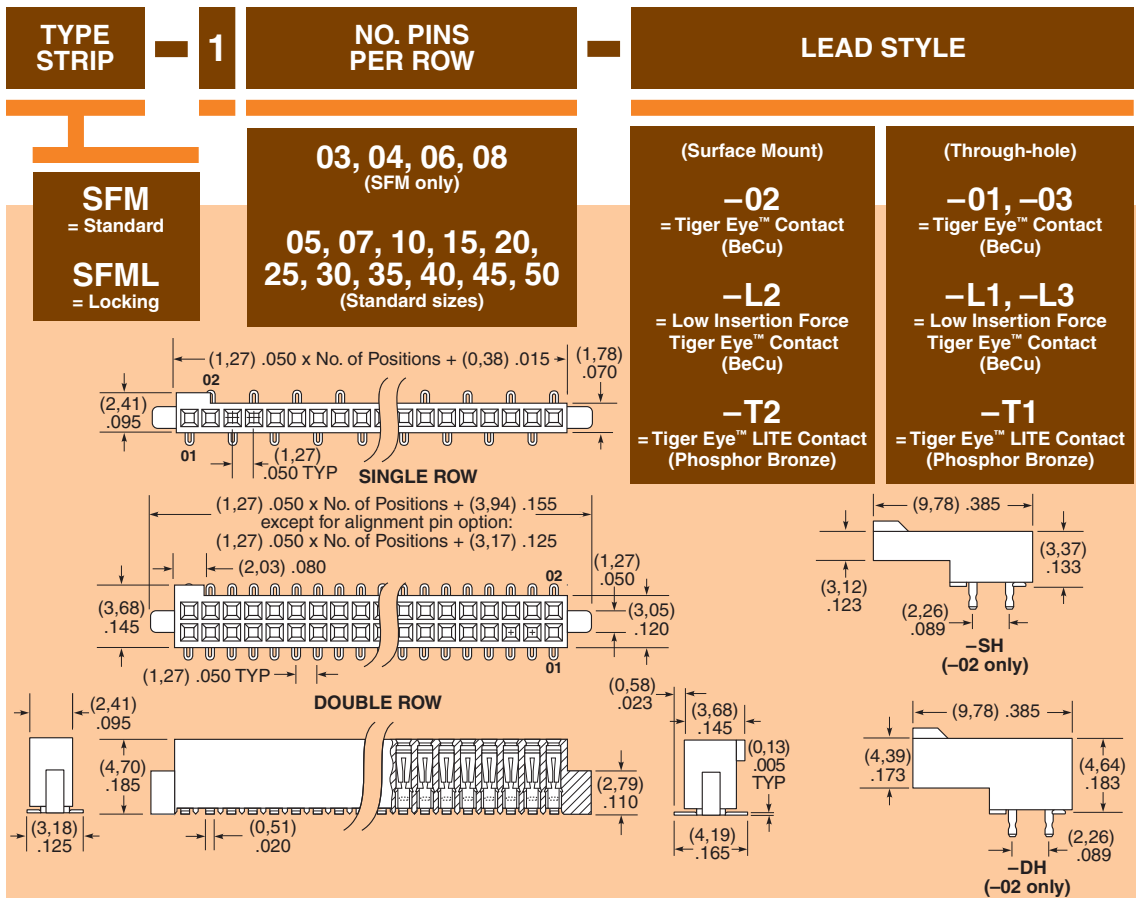 TYPE
STRIP
1
NO. PINS
PER ROW
LEAD STYLE
SFM
= Standard
SFML
= Locking
03, 04, 06, 08
(SFM only)
05, 07, 10, 15, 20,
25, 30, 35, 40, 45, 50
(Standard sizes)
(Surface Mount)
–02
= Tiger Eye™ Contact
(BeCu)
–L2
= Low Insertion Force
Tiger Eye™ Contact
(BeCu)
–T2
= Tiger Eye™ LITE Contact
(Phosphor Bronze)
(Through-hole)
–01, –03
= Tiger Eye™ Contact
(BeCu)
–L1, –L3
= Low Insertion Force
Tiger Eye™ Contact
(BeCu)
–T1
= Tiger Eye™ LITE Contact
(Phosphor Bronze)
(1,27) .050 x No. of Positions + (0,38) .015
(1,78)
.070
02
(2,41)
.095
01
(1,27)
.050 TYP
SINGLE ROW
(1,27) .050 x No. of Positions + (3,94) .155
except for alignment pin option:
(1,27) .050 x No. of Positions + (3,17) .125
(2,03) .080
(1,27)
.050
02
(3,68)
.145
(3,05)
.120
01
(1,27) .050 TYP
DOUBLE ROW
(9,78) .385
(3,12)
.123
(3,37)
.133
(2,26)
.089
–SH
(–02 only)
(2,41)
.095
(4,70)
.185
(3,18)
.125
(0,51)
.020
(2,79)
.110
(0,58)
.023
(3,68)
.145
(0,13)
.005
TYP
(4,19)
.165
(9,78) .385
(4,39)
.173
(4,64)
.183
(2,26)
.089
–DH
(–02 only)